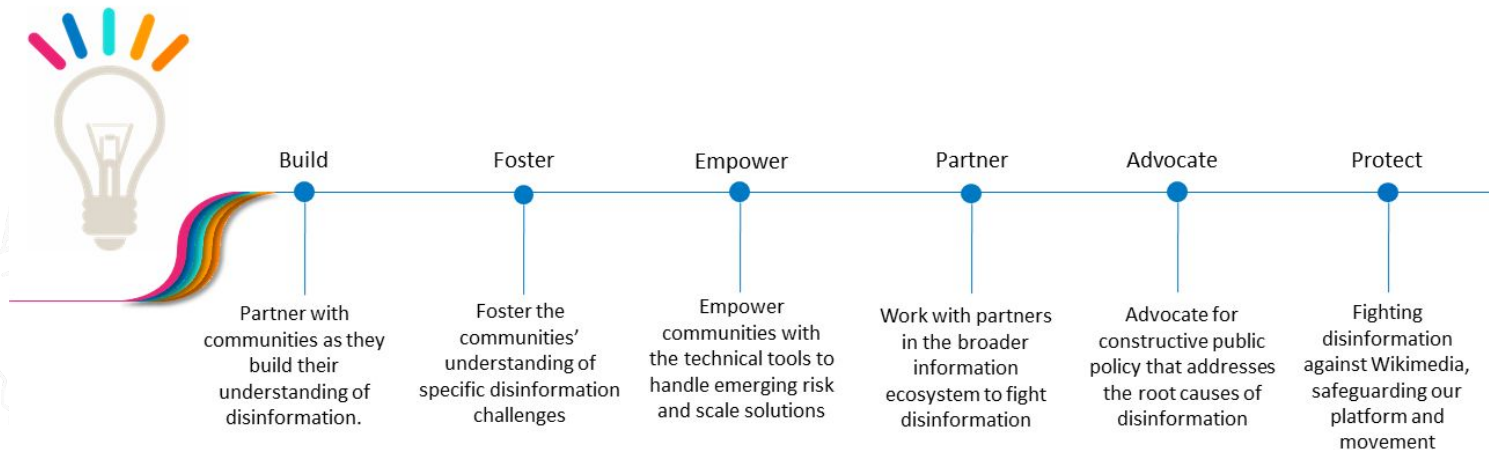 Build
Partner with
communities as they
build their
understanding of
disinformation.
Foster
Foster the
communities’
understanding of
specific disinformation
challenges
Empower
Empower
communities with
the technical tools to
handle emerging risk
and scale solutions
Partner
Work with partners
in the broader
information
ecosystem to fight
disinformation
Advocate
Advocate for
constructive public
policy that addresses
the root causes of
disinformation
Protect
Fighting
disinformation
against Wikimedia,
safeguarding our
platform and
movement